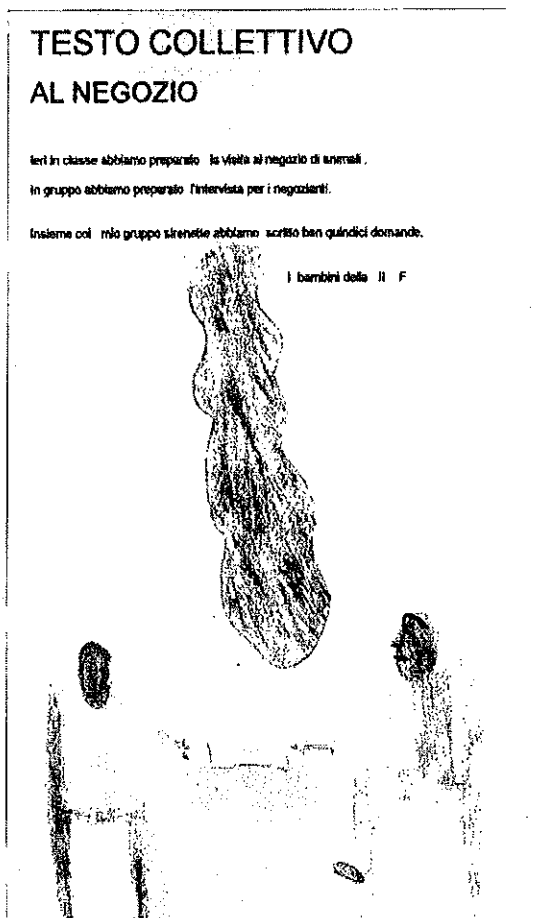 TESTO COLLETTIVO
AL NEGOZIO
Ieri in classe abbiamo preparato la visita al negozio di animali .
In gruppo abbiamo preparato l'intervista per i negozianti.
Insieme col mio gruppo sirenette abbiamo scritto ben quindici domande.
I bambini della II F